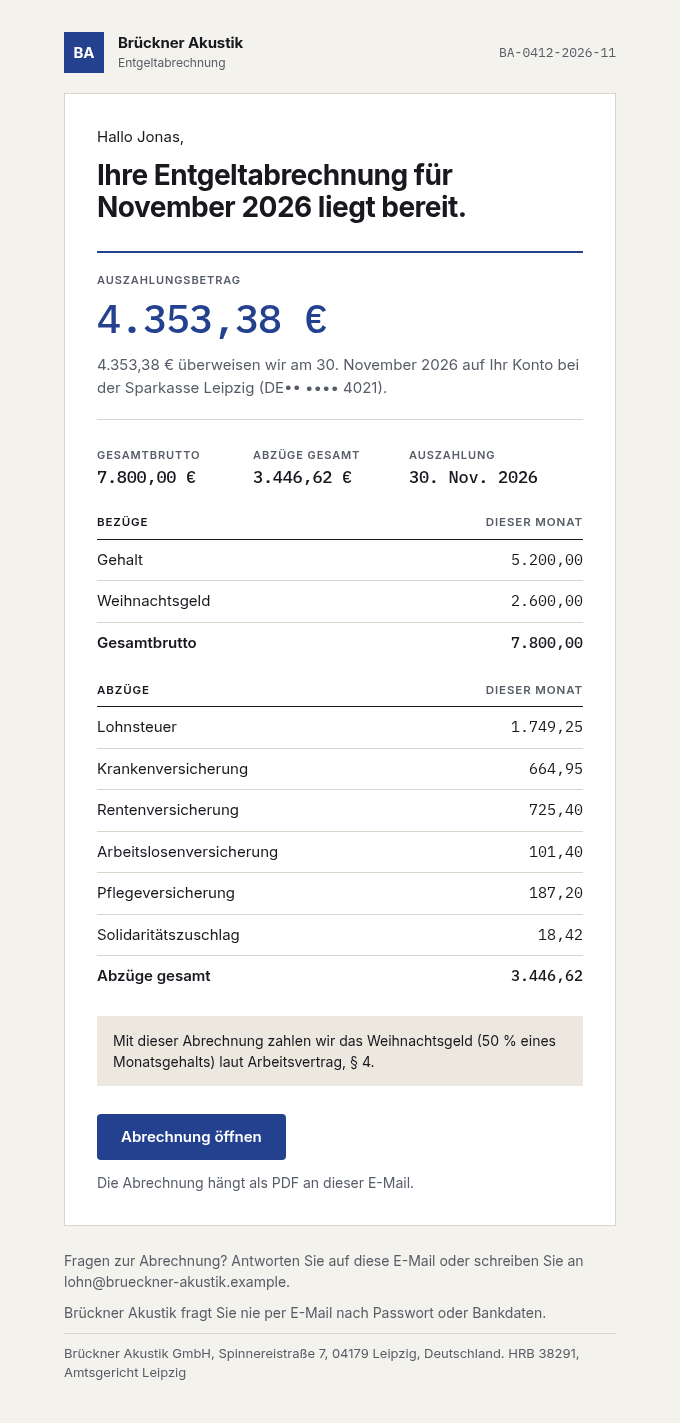 BA
Brückner Akustik
Entgeltabrechnung
BA-0412-2026-11
Hallo Jonas,
Ihre Entgeltabrechnung für
November 2026 liegt bereit.
AUSZAHLUNGSBETRAG
4.353,38 €
4.353,38 € überweisen wir am 30. November 2026 auf Ihr Konto bei
der Sparkasse Leipzig (DE•• •••• 4021).
GESAMTBRUTTO ABZÜGE GESAMT AUSZAHLUNG
7.800,00 € 3.446,62 € 30. Nov. 2026
BEZÜGE DIESER MONAT
Gehalt 5.200,00
Weihnachtsgeld 2.600,00
Gesamtbrutto 7.800,00
ABZÜGE DIESER MONAT
Lohnsteuer 1.749,25
Krankenversicherung 664,95
Rentenversicherung 725,40
Arbeitslosenversicherung 101,40
Pflegeversicherung 187,20
Solidaritätszuschlag 18,42
Abzüge gesamt 3.446,62
Mit dieser Abrechnung zahlen wir das Weihnachtsgeld (50 % eines
Monatsgehalts) laut Arbeitsvertrag, § 4.
Abrechnung öffnen
Die Abrechnung hängt als PDF an dieser E-Mail.
Fragen zur Abrechnung? Antworten Sie auf diese E-Mail oder schreiben Sie an
lohn@brueckner-akustik.example.
Brückner Akustik fragt Sie nie per E-Mail nach Passwort oder Bankdaten.
Brückner Akustik GmbH, Spinnereistraße 7, 04179 Leipzig, Deutschland. HRB 38291,
Amtsgericht Leipzig